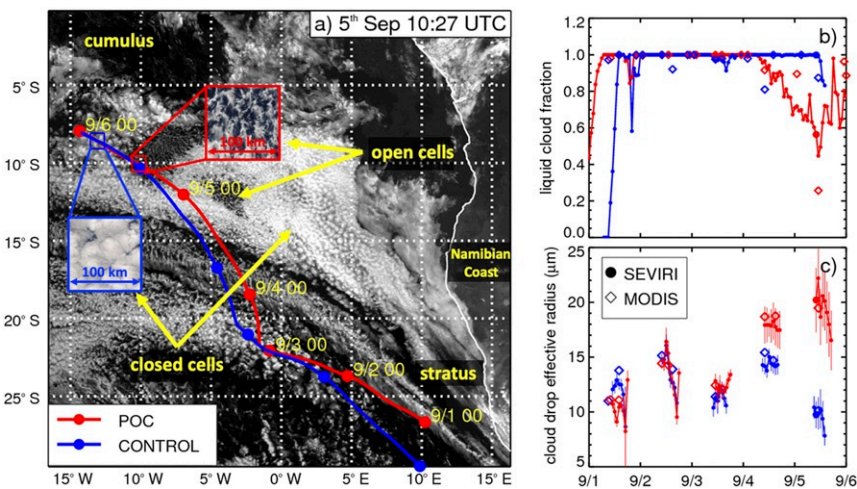 a) 5th Sep 10:27 UTC
cumulus
5° S
9/6 00
100 km
open cells
10° S
9/5 00
15° S
100 km
Namibian
Coast
9/4 00
20° S
closed cells
9/3 00
9/2 00
stratus
25° S
9/1 00
POC
CONTROL
15° W 10° W 5° W 0° E 5° E 10° E 15° E
b)
liquid cloud fraction
1.0
0.8
0.6
0.4
0.2
0.0
c)
cloud drop effective radius (μm)
25
20
15
10
5
SEVIRI
MODIS
9/1 9/2 9/3 9/4 9/5 9/6